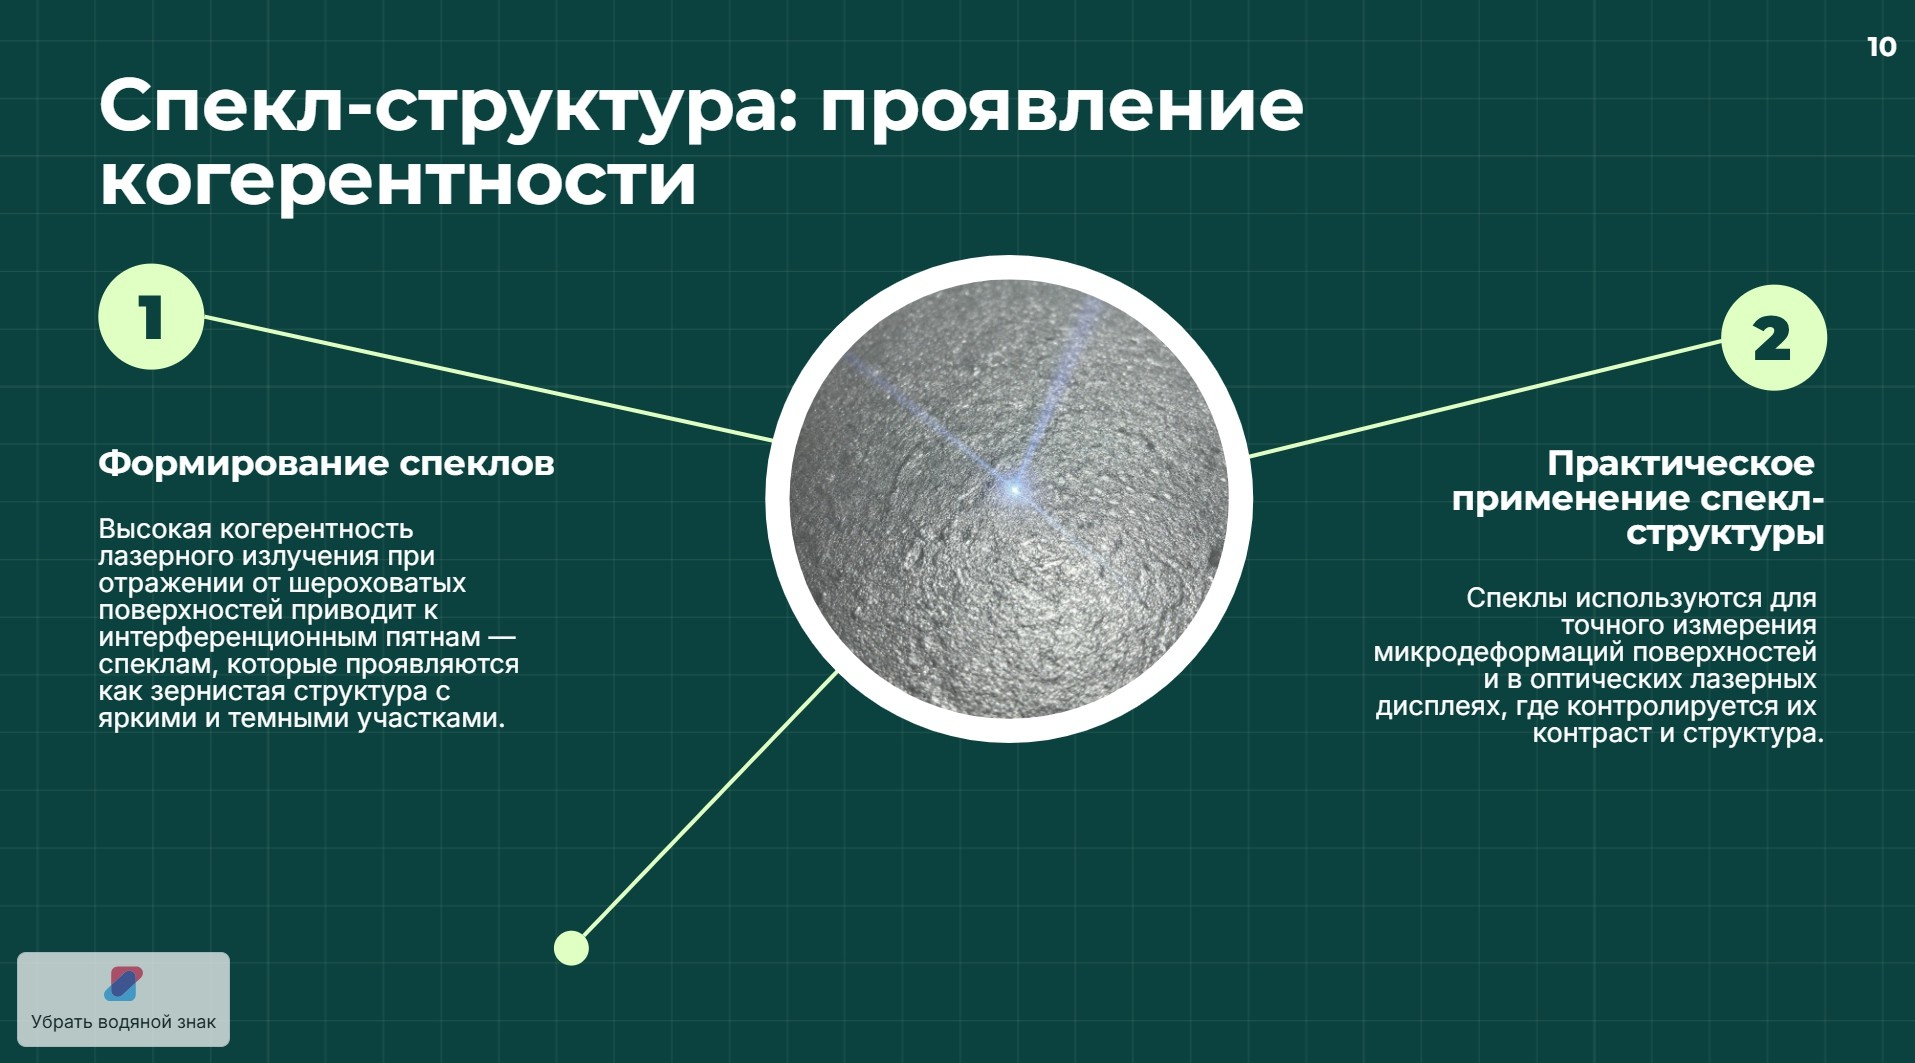 10
Спекл-структура: проявление
когерентности
1
2
Формирование спеклов
Высокая когерентность
лазерного излучения при
отражении от шероховатых
поверхностей приводит к
интерференционным пятнам —
спеклам, которые проявляются
как зернистая структура с
яркими и темными участками.
Практическое
применение спекл-
структуры
Спеклы используются для
точного измерения
микродеформаций поверхностей
и в оптических лазерных
дисплеях, где контролируется их
контраст и структура.
Убрать водяной знак